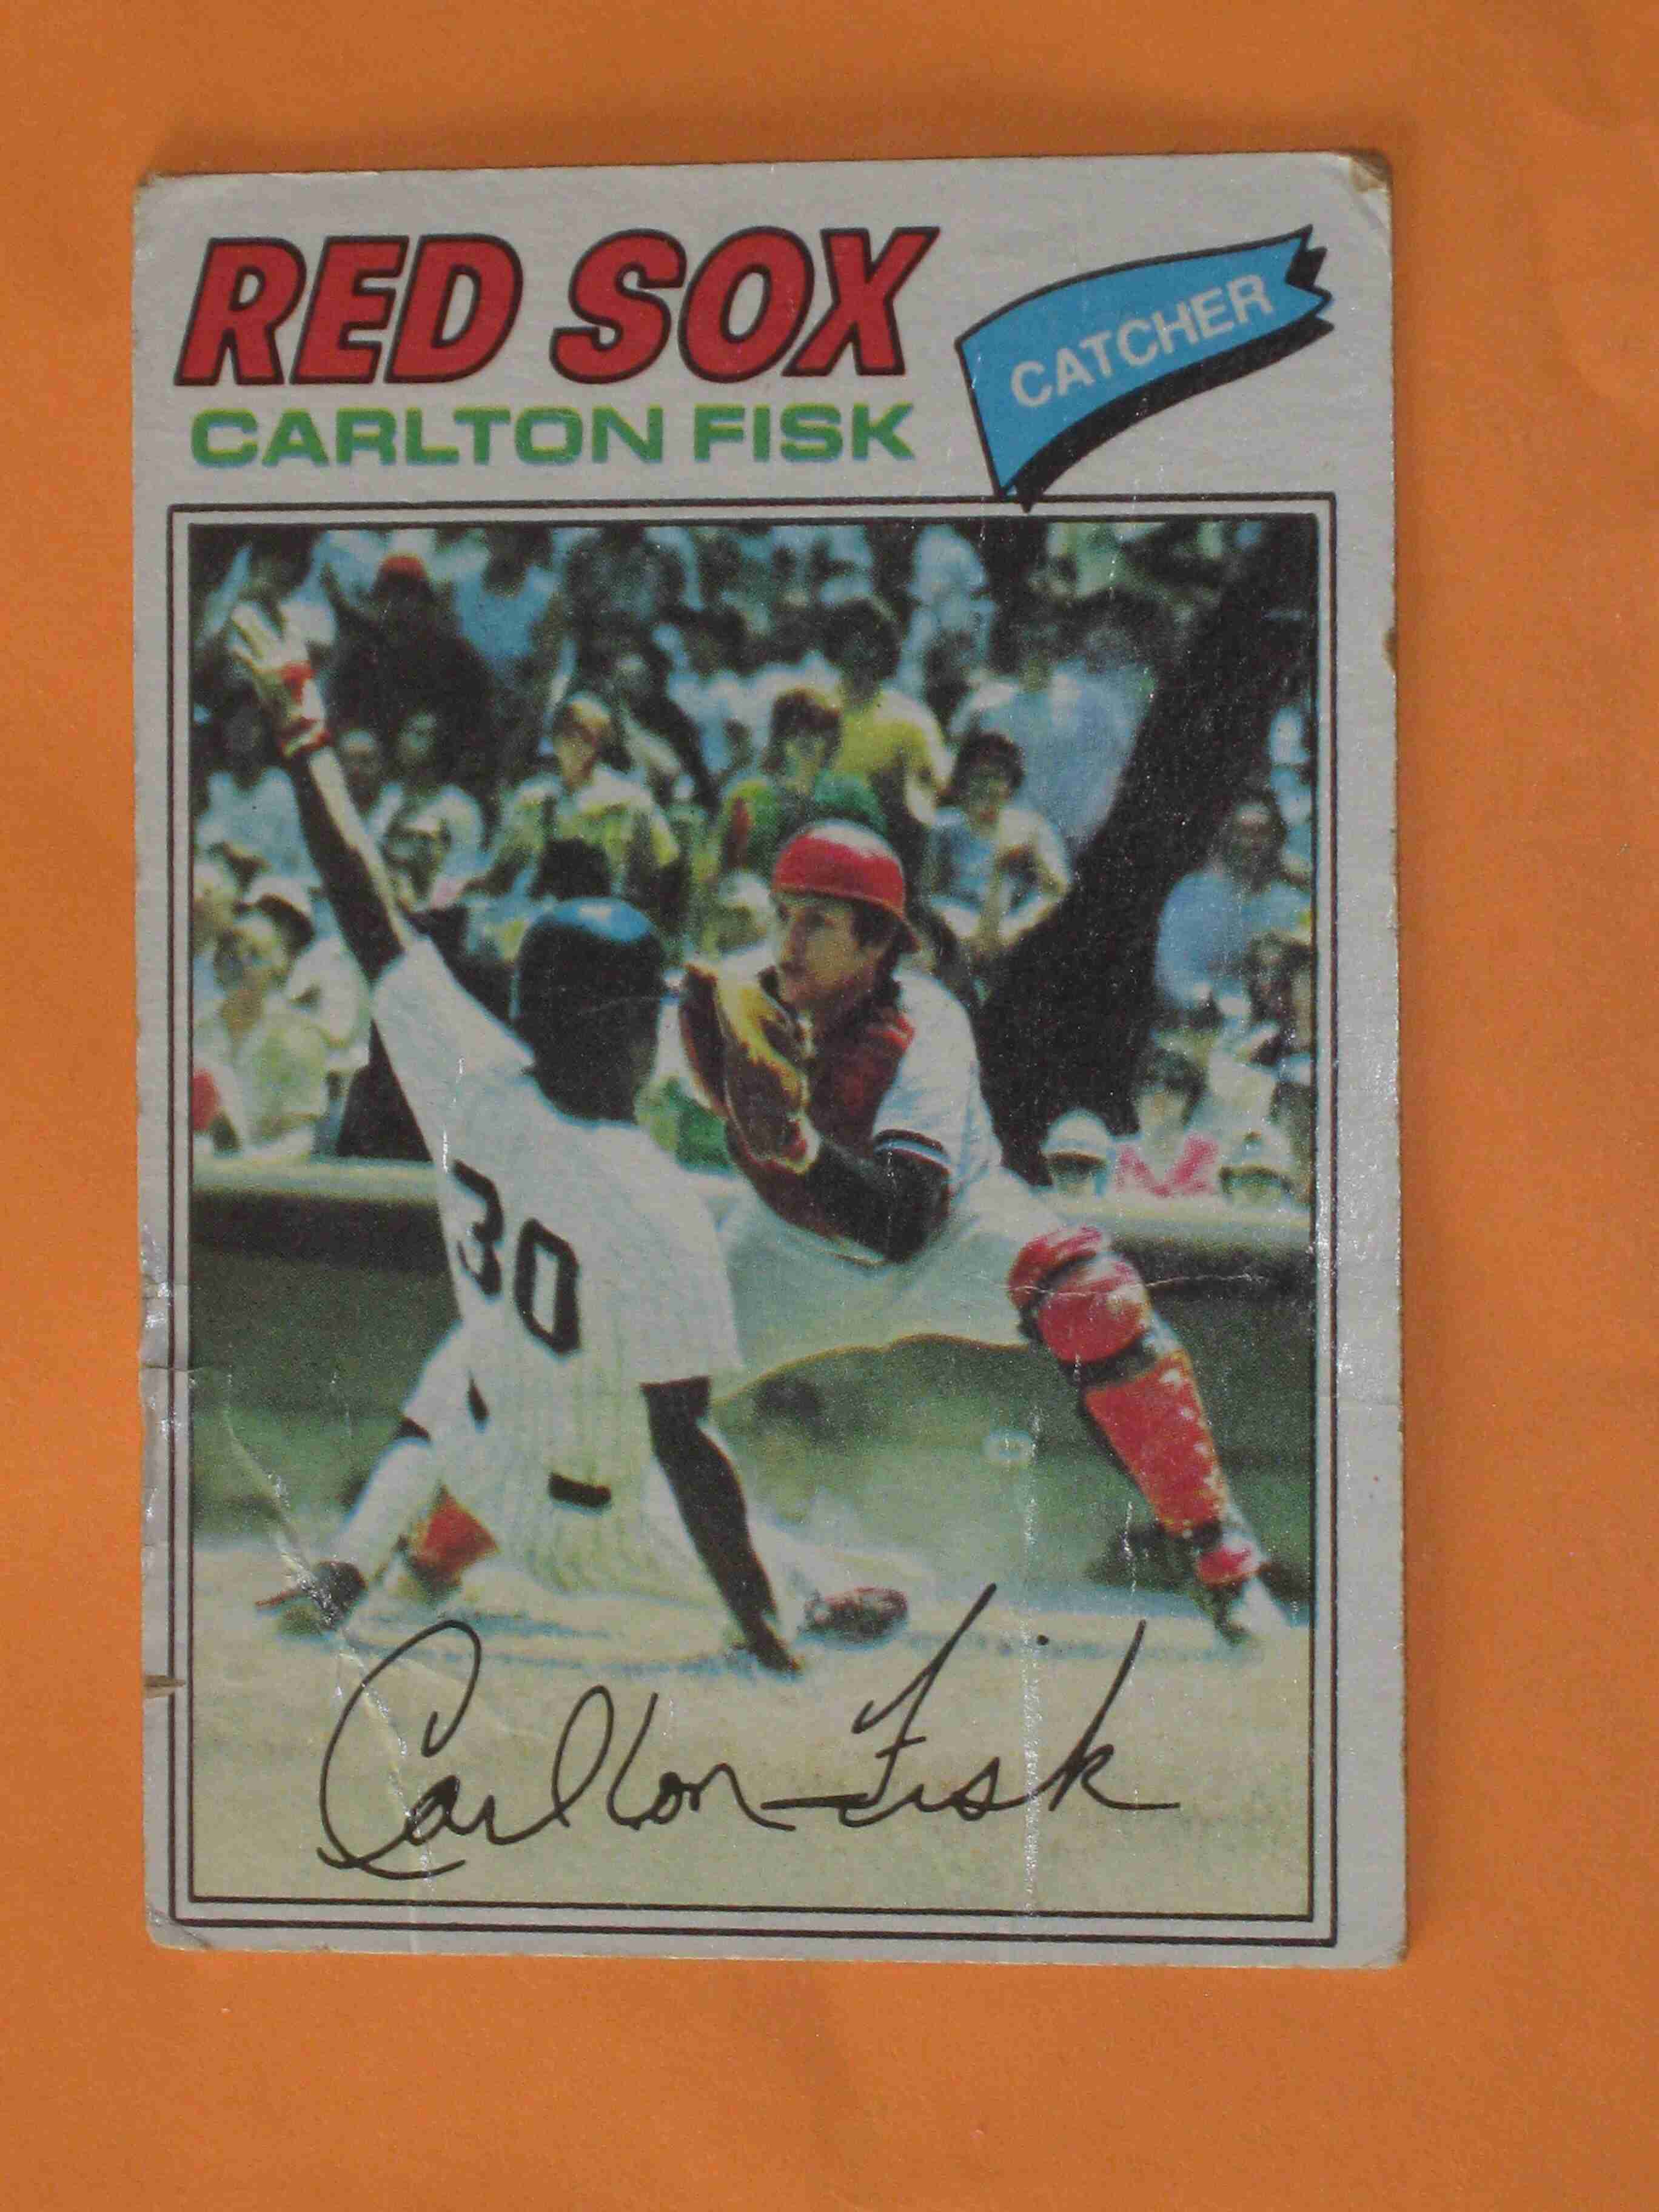 RED SOX
CATCHER
CARLTON FISK
30
Carlton Fisk